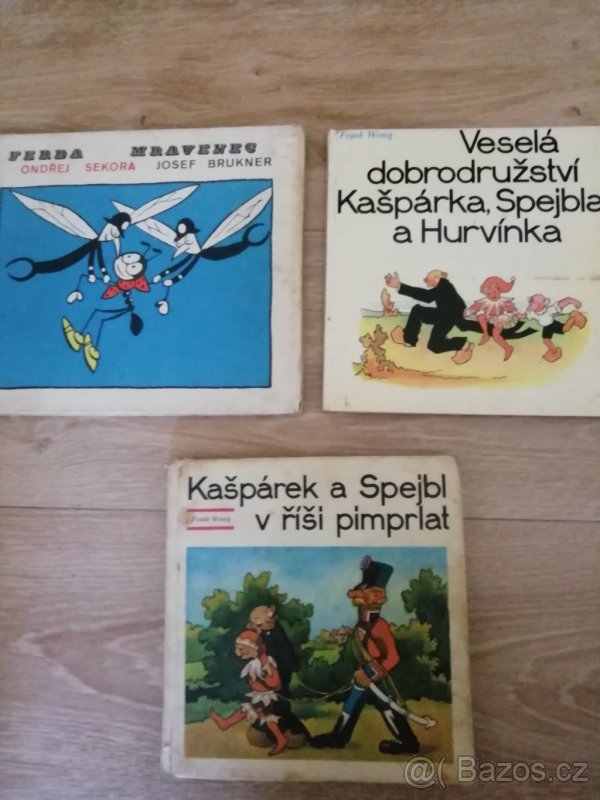 FERDA MRAVENEC
ONDŘEJ SEKORA JOSEF BRUKNER
Frank Wenig
Veselá
dobrodružství
Kašpárka, Spejbla
a Hurvínka
Kašpárek a Spejbl
Frank Wenig
v říši pimprlat
Bazoš.cz